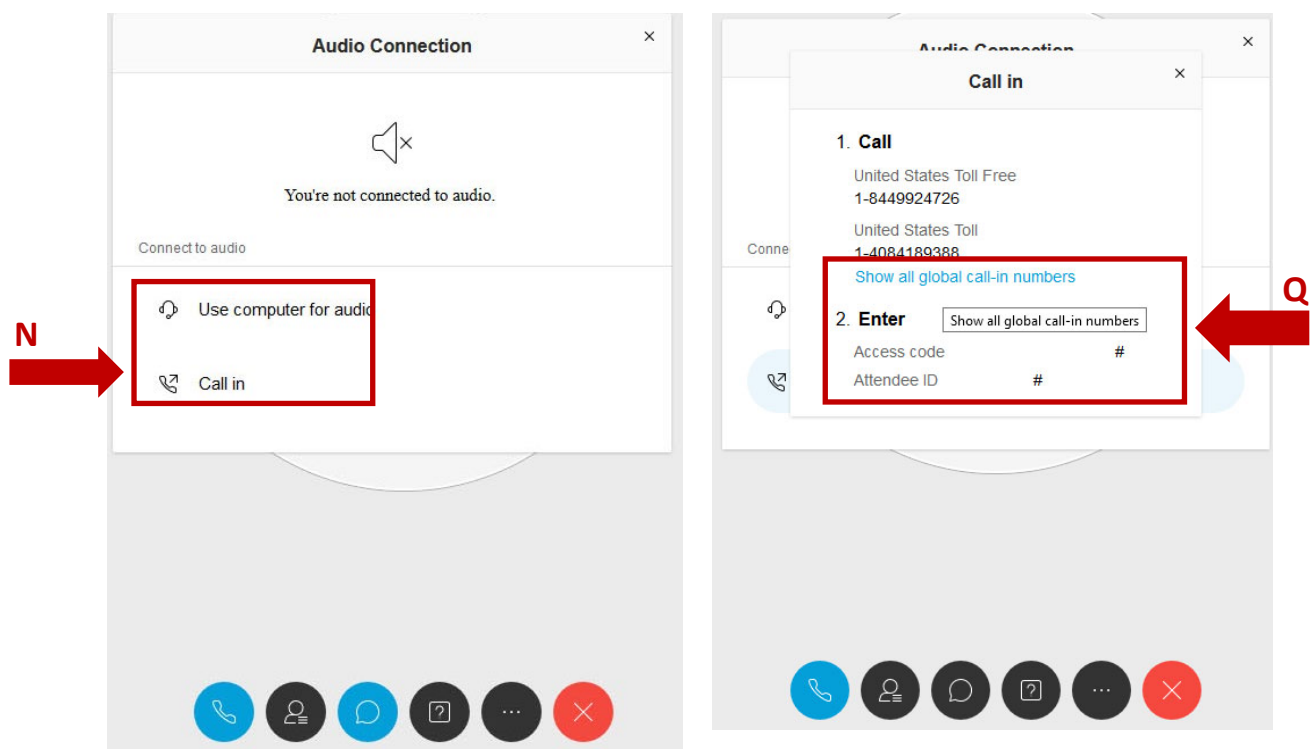 Audio Connection ×
You're not connected to audio.
Connect to audio
Use computer for audio
Call in
N
Audio Connection ×
Call in ×
1. Call
United States Toll Free
1-8449924726
United States Toll
1-4084189388
Conne
Show all global call-in numbers
2. Enter
Show all global call-in numbers
Access code #
Attendee ID #
Q